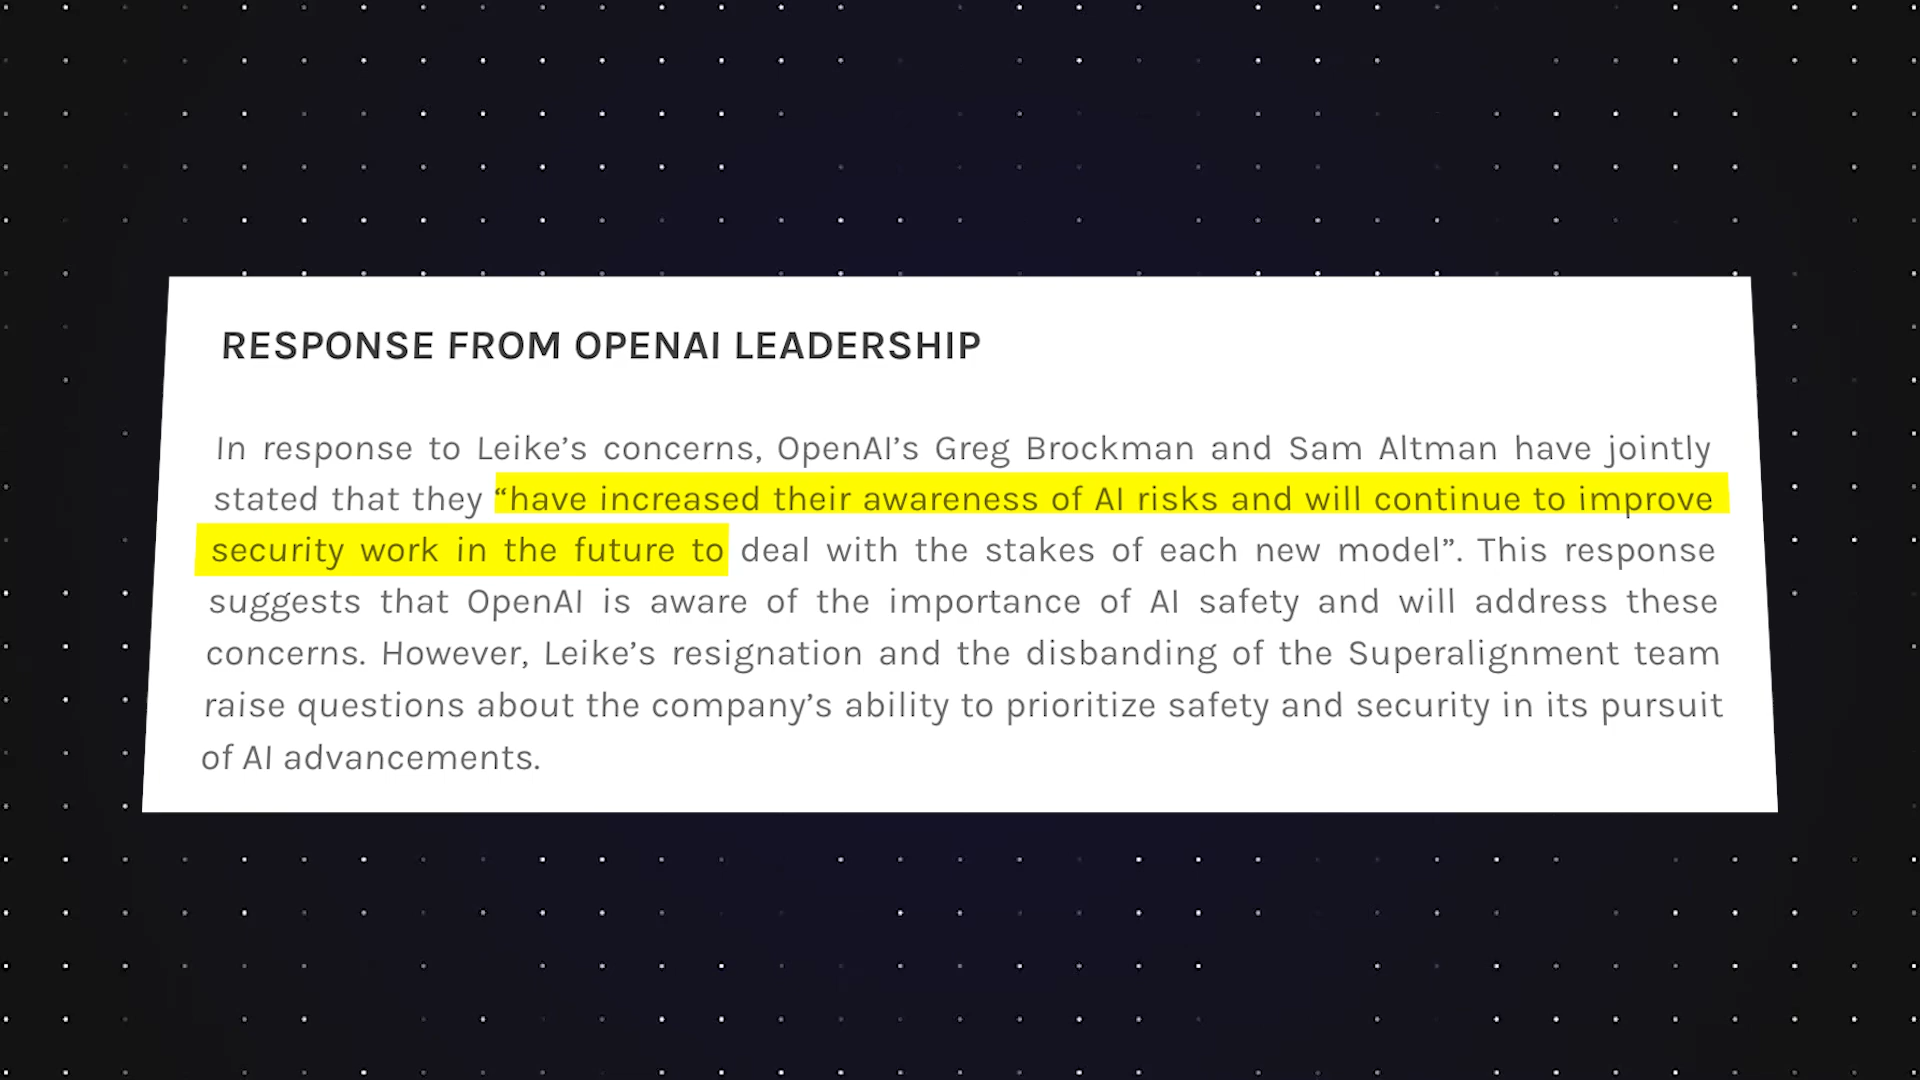 RESPONSE FROM OPENAI LEADERSHIP
In response to Leike’s concerns, OpenAI’s Greg Brockman and Sam Altman have jointly
stated that they “have increased their awareness of AI risks and will continue to improve
security work in the future to deal with the stakes of each new model”. This response
suggests that OpenAI is aware of the importance of AI safety and will address these
concerns. However, Leike’s resignation and the disbanding of the Superalignment team
raise questions about the company’s ability to prioritize safety and security in its pursuit
of AI advancements.